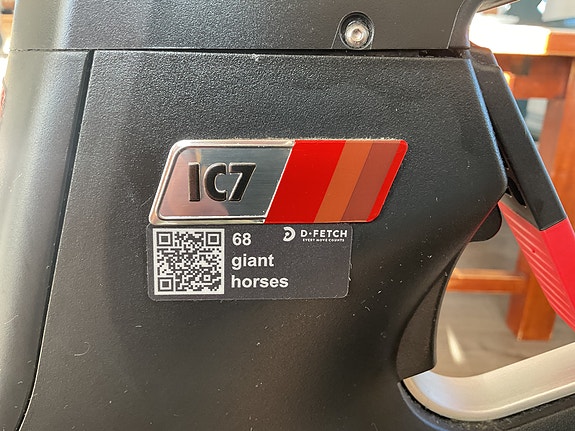 IC7
68
giant
horses
D•FETCH
EVERY MOVE COUNTS